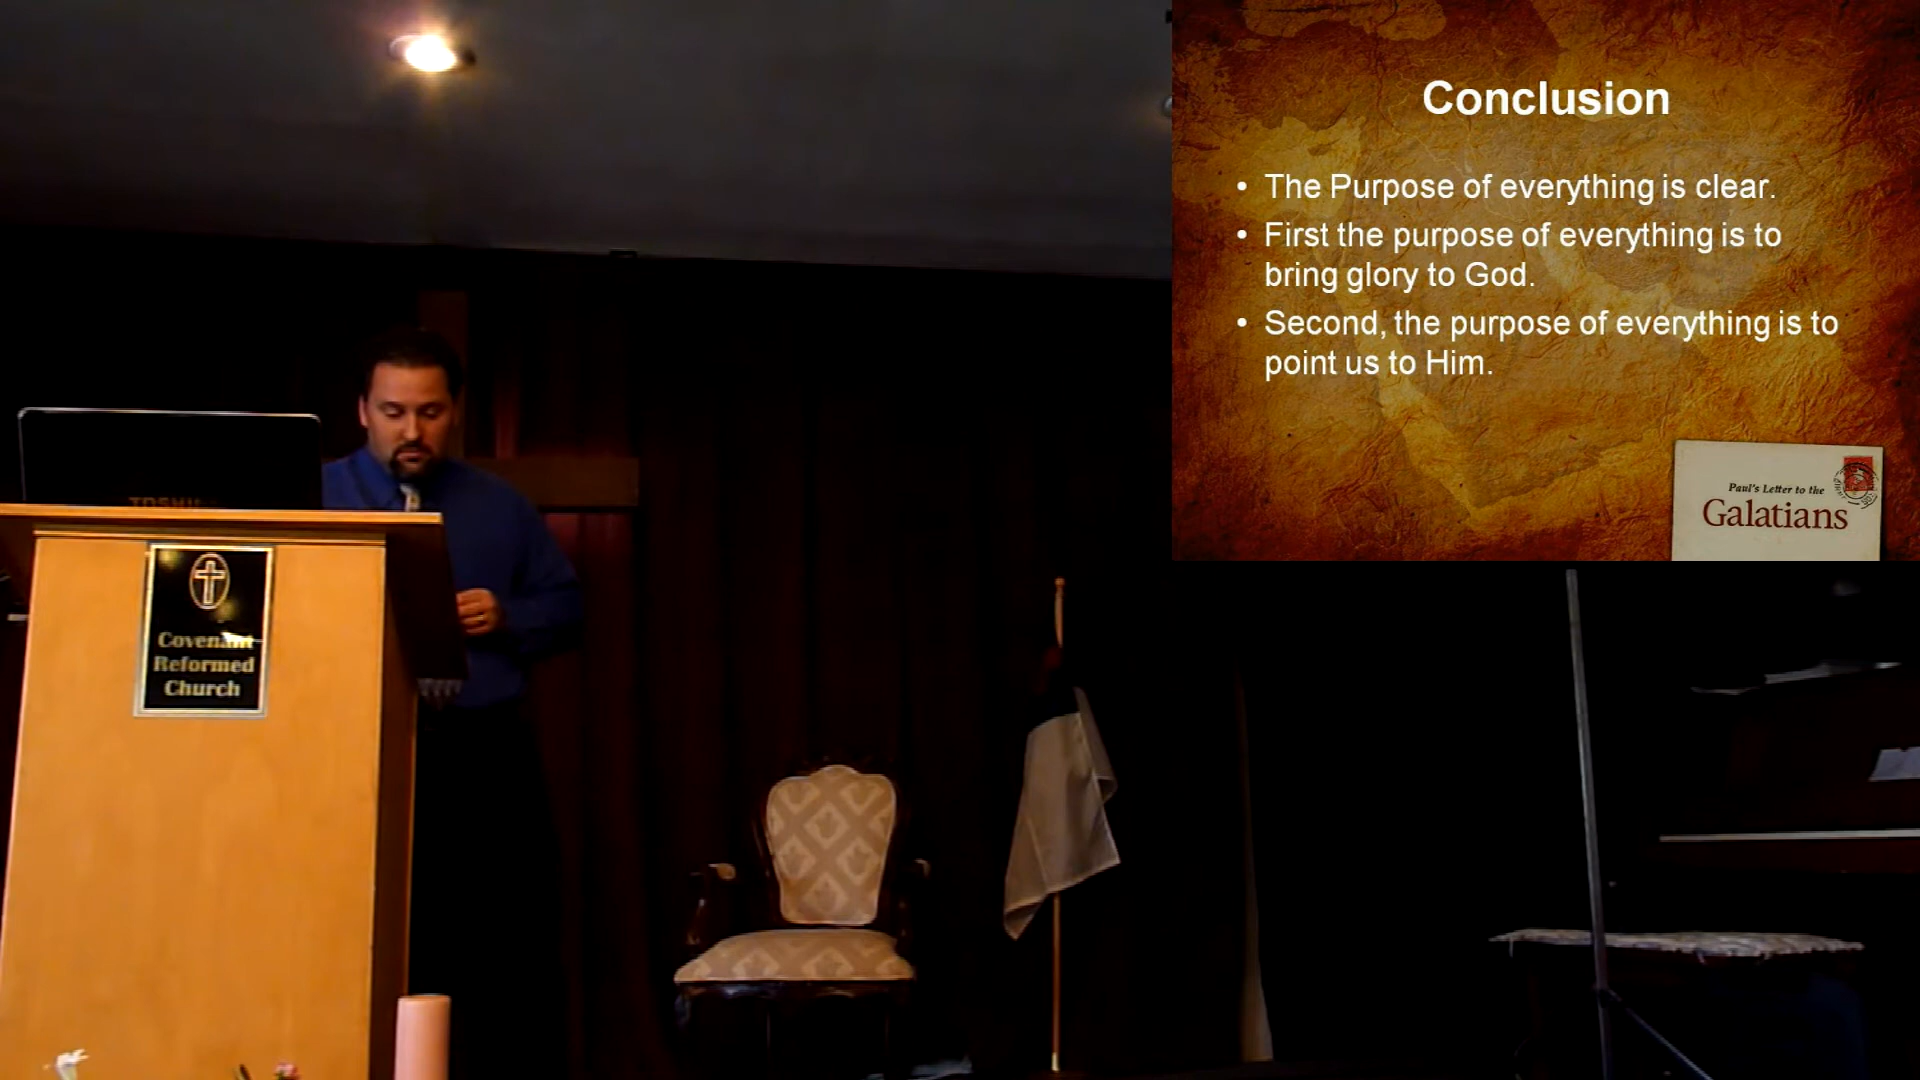 Conclusion
• The Purpose of everything is clear.
• First the purpose of everything is to
bring glory to God.
• Second, the purpose of everything is to
point us to Him.
Paul's Letter to the
Galatians
Covenant
Reformed
Church